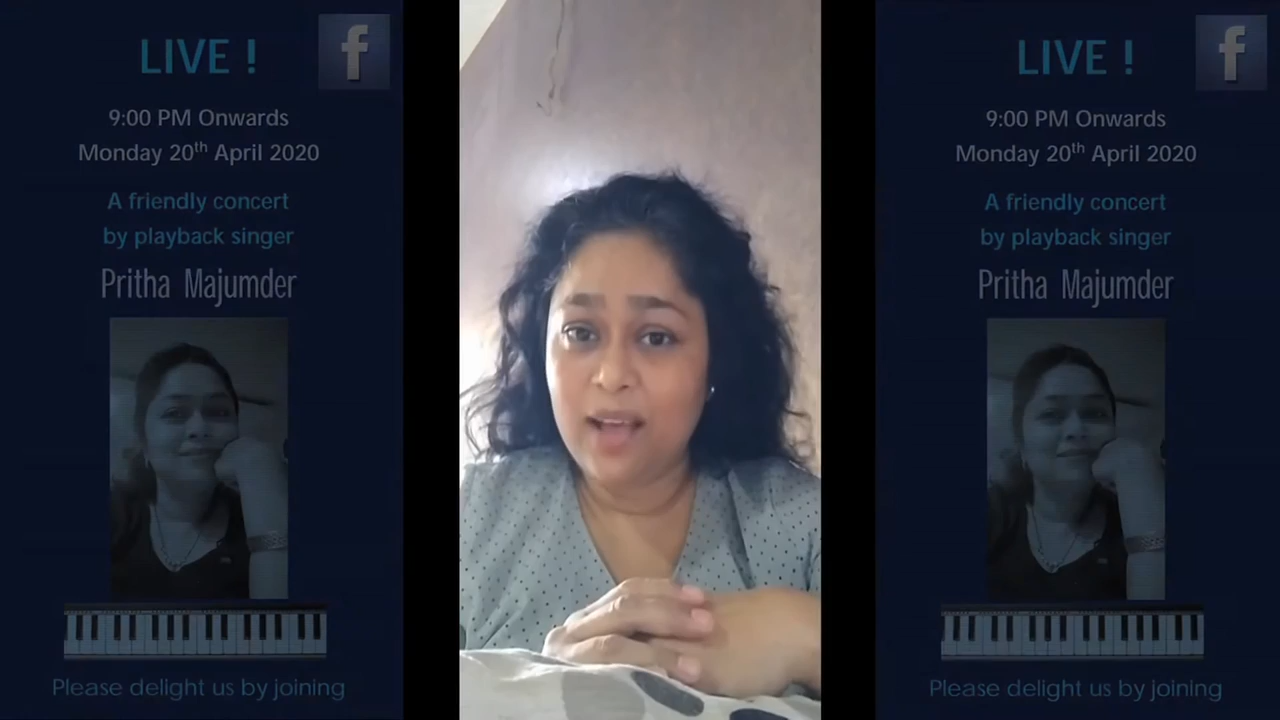 LIVE !
f
9:00 PM Onwards
Monday 20th April 2020
A friendly concert
by playback singer
Pritha Majumder
Please delight us by joining
LIVE !
f
9:00 PM Onwards
Monday 20th April 2020
A friendly concert
by playback singer
Pritha Majumder
Please delight us by joining